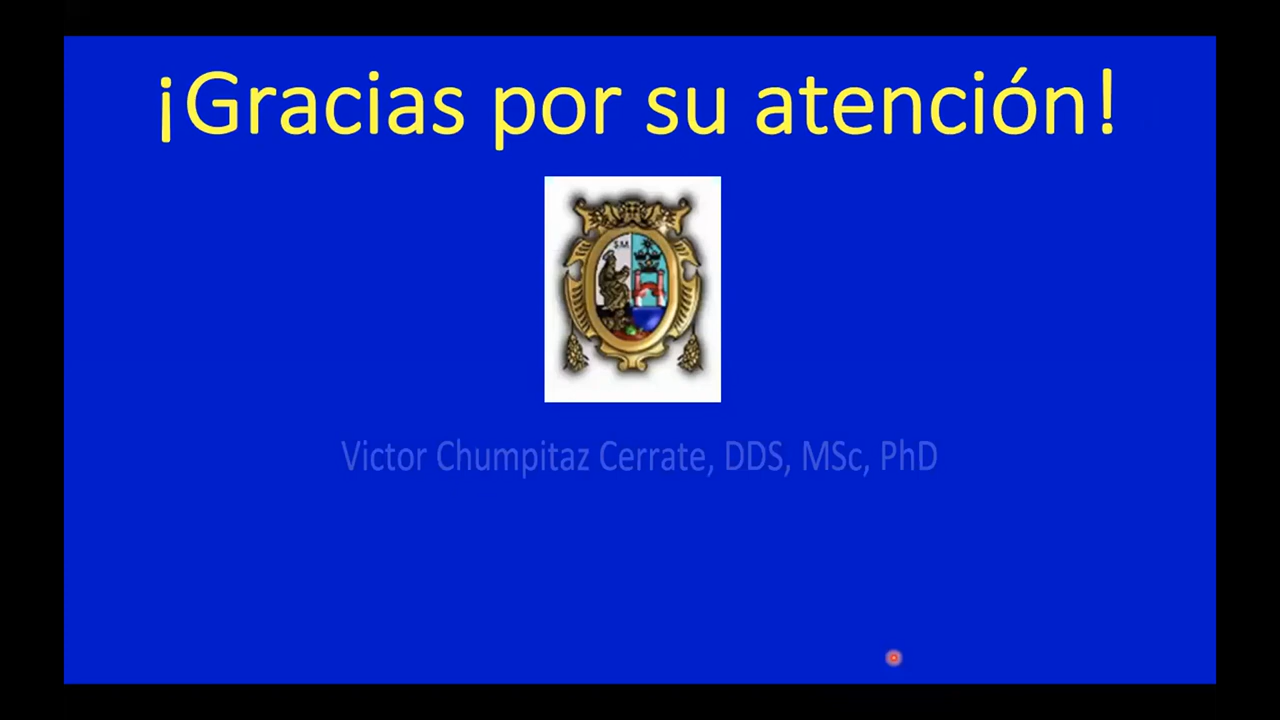 ¡Gracias por su atención!
S.M.
Victor Chumpitaz Cerrate, DDS, MSc, PhD